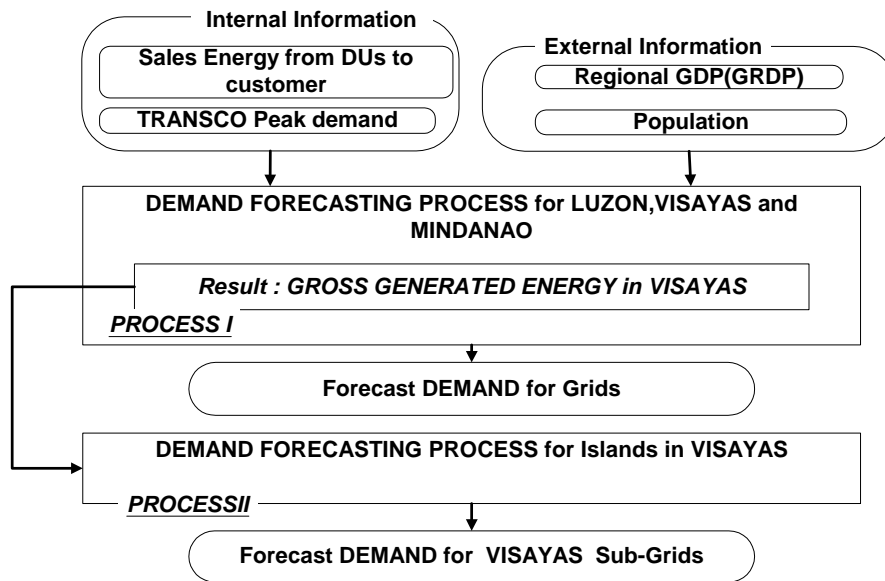 Internal Information
Sales Energy from DUs to
customer
TRANSCO Peak demand
External Information
Regional GDP(GRDP)
Population
DEMAND FORECASTING PROCESS for LUZON,VISAYAS and
MINDANAO
Result : GROSS GENERATED ENERGY in VISAYAS
PROCESS I
Forecast DEMAND for Grids
DEMAND FORECASTING PROCESS for Islands in VISAYAS
PROCESSII
Forecast DEMAND for VISAYAS Sub-Grids